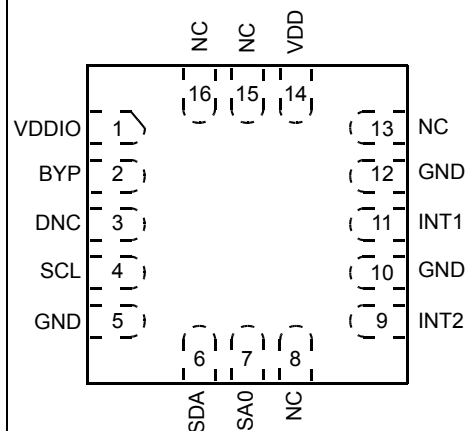 NC NC VDD
16 15 14
VDDIO 1 13 NC
BYP 2 12 GND
DNC 3 11 INT1
SCL 4 10 GND
GND 5 9 INT2
6 7 8
SDA SA0 NC